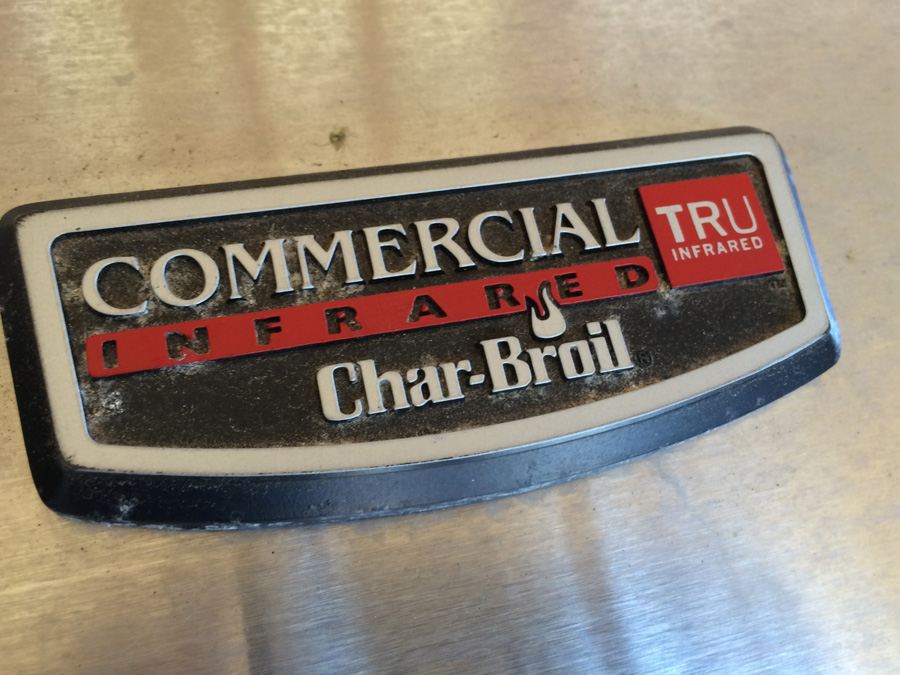 COMMERCIAL
INFRARED
Char-Broil®
TRU
INFRARED